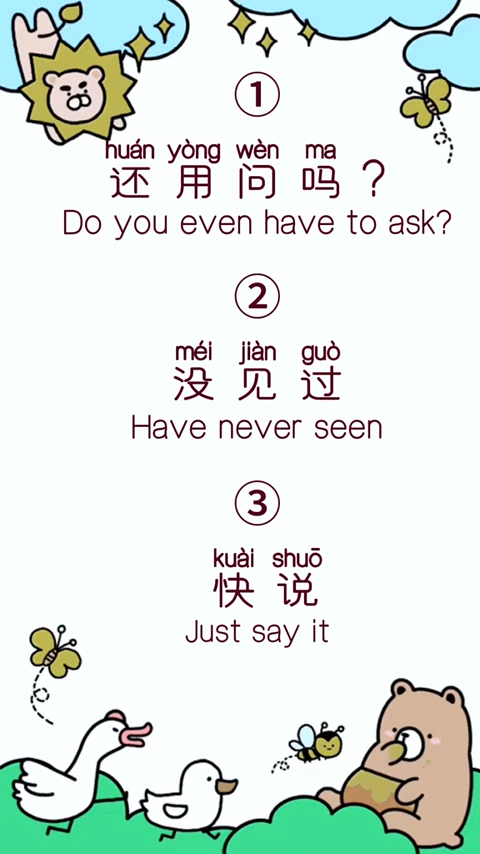 ①
huán yòng wèn ma
还用问吗？
Do you even have to ask?
②
méi jiàn guò
没见过
Have never seen
③
kuài shuō
快说
Just say it